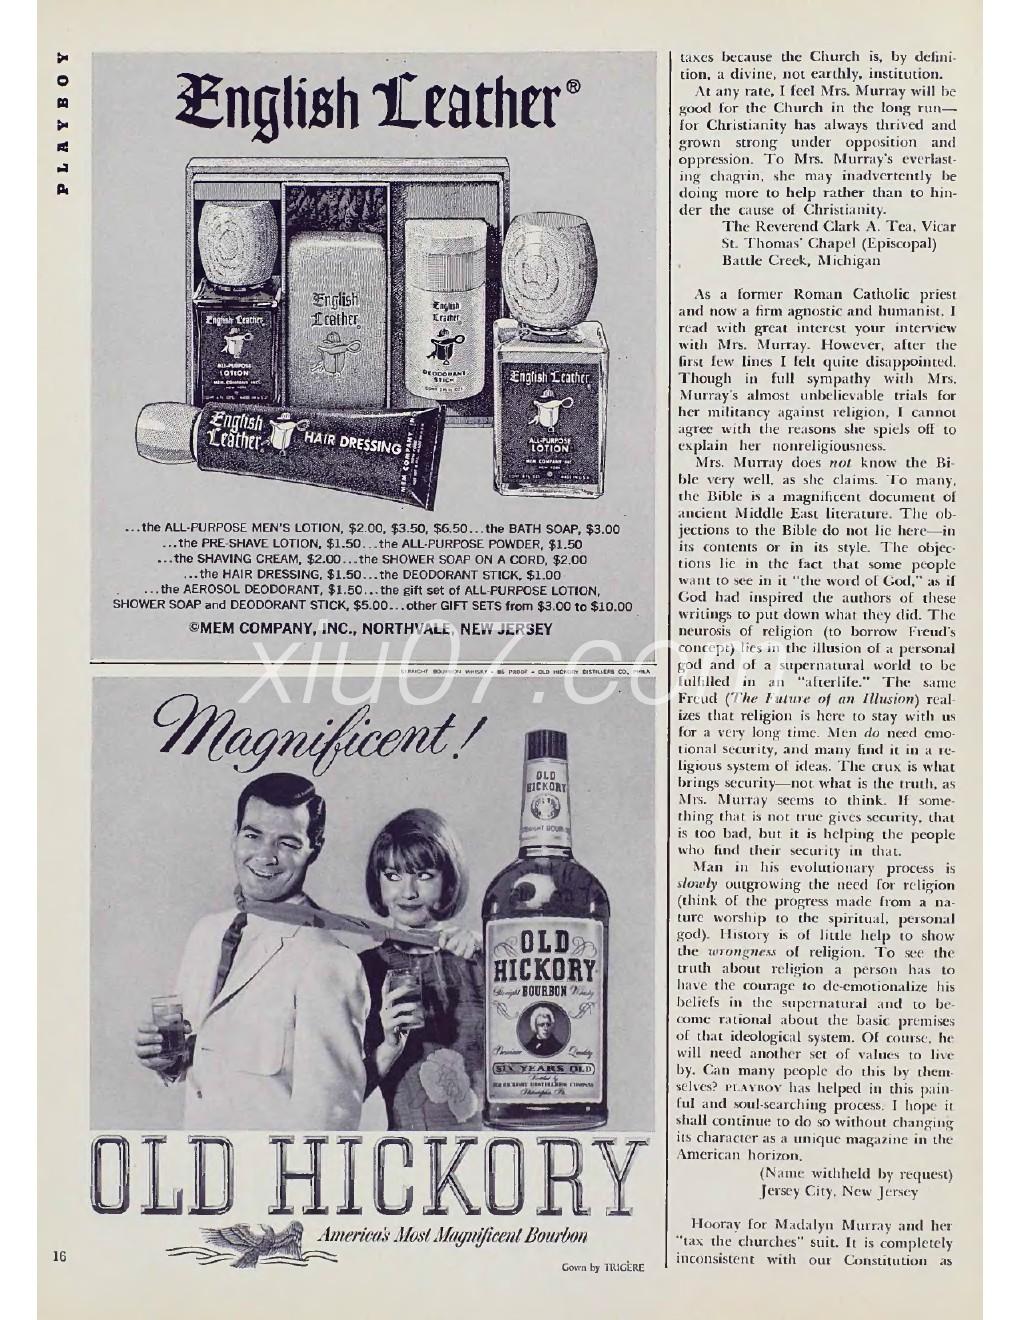 PLAYBOY
English Leather®
English Leather
ALL-PURPOSE
LOTION
MEM COMPANY INC.
English
Leather
English
Leather
DEODORANT
STICK
English Leather
ALL-PURPOSE
LOTION
MEM COMPANY INC.
English
Leather
HAIR DRESSING
MEM COMPANY, INC.
...the ALL-PURPOSE MEN'S LOTION, $2.00, $3.50, $6.50...the BATH SOAP, $3.00
...the PRE-SHAVE LOTION, $1.50...the ALL-PURPOSE POWDER, $1.50
...the SHAVING CREAM, $2.00...the SHOWER SOAP ON A CORD, $2.00
...the HAIR DRESSING, $1.50...the DEODORANT STICK, $1.00
...the AEROSOL DEODORANT, $1.50...the gift set of ALL-PURPOSE LOTION,
SHOWER SOAP and DEODORANT STICK, $5.00...other GIFT SETS from $3.00 to $10.00
©MEM COMPANY, INC., NORTHVALE, NEW JERSEY
xiu07.com
STRAIGHT BOURBON WHISKY • 86 PROOF • OLD HICKORY DISTILLERS CO., PHILA
Magnificent!
OLD
HICKORY
OLD
HICKORY
Straight BOURBON Whisky
Premium Quality
SIX YEARS OLD
OLD HICKORY
America's Most Magnificent Bourbon
Gown by TRIGÈRE
16
taxes because the Church is, by defini-
tion, a divine, not earthly, institution.
At any rate, I feel Mrs. Murray will be
good for the Church in the long run—
for Christianity has always thrived and
grown strong under opposition and
oppression. To Mrs. Murray's everlast-
ing chagrin, she may inadvertently be
doing more to help rather than to hin-
der the cause of Christianity.
The Reverend Clark A. Tea, Vicar
St. Thomas' Chapel (Episcopal)
Battle Creek, Michigan
As a former Roman Catholic priest
and now a firm agnostic and humanist, I
read with great interest your interview
with Mrs. Murray. However, after the
first few lines I felt quite disappointed.
Though in full sympathy with Mrs.
Murray's almost unbelievable trials for
her militancy against religion, I cannot
agree with the reasons she spiels off to
explain her nonreligiousness.
Mrs. Murray does not know the Bi-
ble very well, as she claims. To many,
the Bible is a magnificent document of
ancient Middle East literature. The ob-
jections to the Bible do not lie here—in
its contents or in its style. The objec-
tions lie in the fact that some people
want to see in it "the word of God," as if
God had inspired the authors of these
writings to put down what they did. The
neurosis of religion (to borrow Freud's
concept) lies in the illusion of a personal
god and of a supernatural world to be
fulfilled in an "afterlife." The same
Freud (The Future of an Illusion) real-
izes that religion is here to stay with us
for a very long time. Men do need emo-
tional security, and many find it in a re-
ligious system of ideas. The crux is what
brings security—not what is the truth, as
Mrs. Murray seems to think. If some-
thing that is not true gives security, that
is too bad, but it is helping the people
who find their security in that.
Man in his evolutionary process is
slowly outgrowing the need for religion
(think of the progress made from a na-
ture worship to the spiritual, personal
god). History is of little help to show
the wrongness of religion. To see the
truth about religion a person has to
have the courage to de-emotionalize his
beliefs in the supernatural and to be-
come rational about the basic premises
of that ideological system. Of course, he
will need another set of values to live
by. Can many people do this by them-
selves? PLAYBOY has helped in this pain-
ful and soul-searching process. I hope it
shall continue to do so without changing
its character as a unique magazine in the
American horizon.
(Name withheld by request)
Jersey City, New Jersey
Hooray for Madalyn Murray and her
"tax the churches" suit. It is completely
inconsistent with our Constitution as